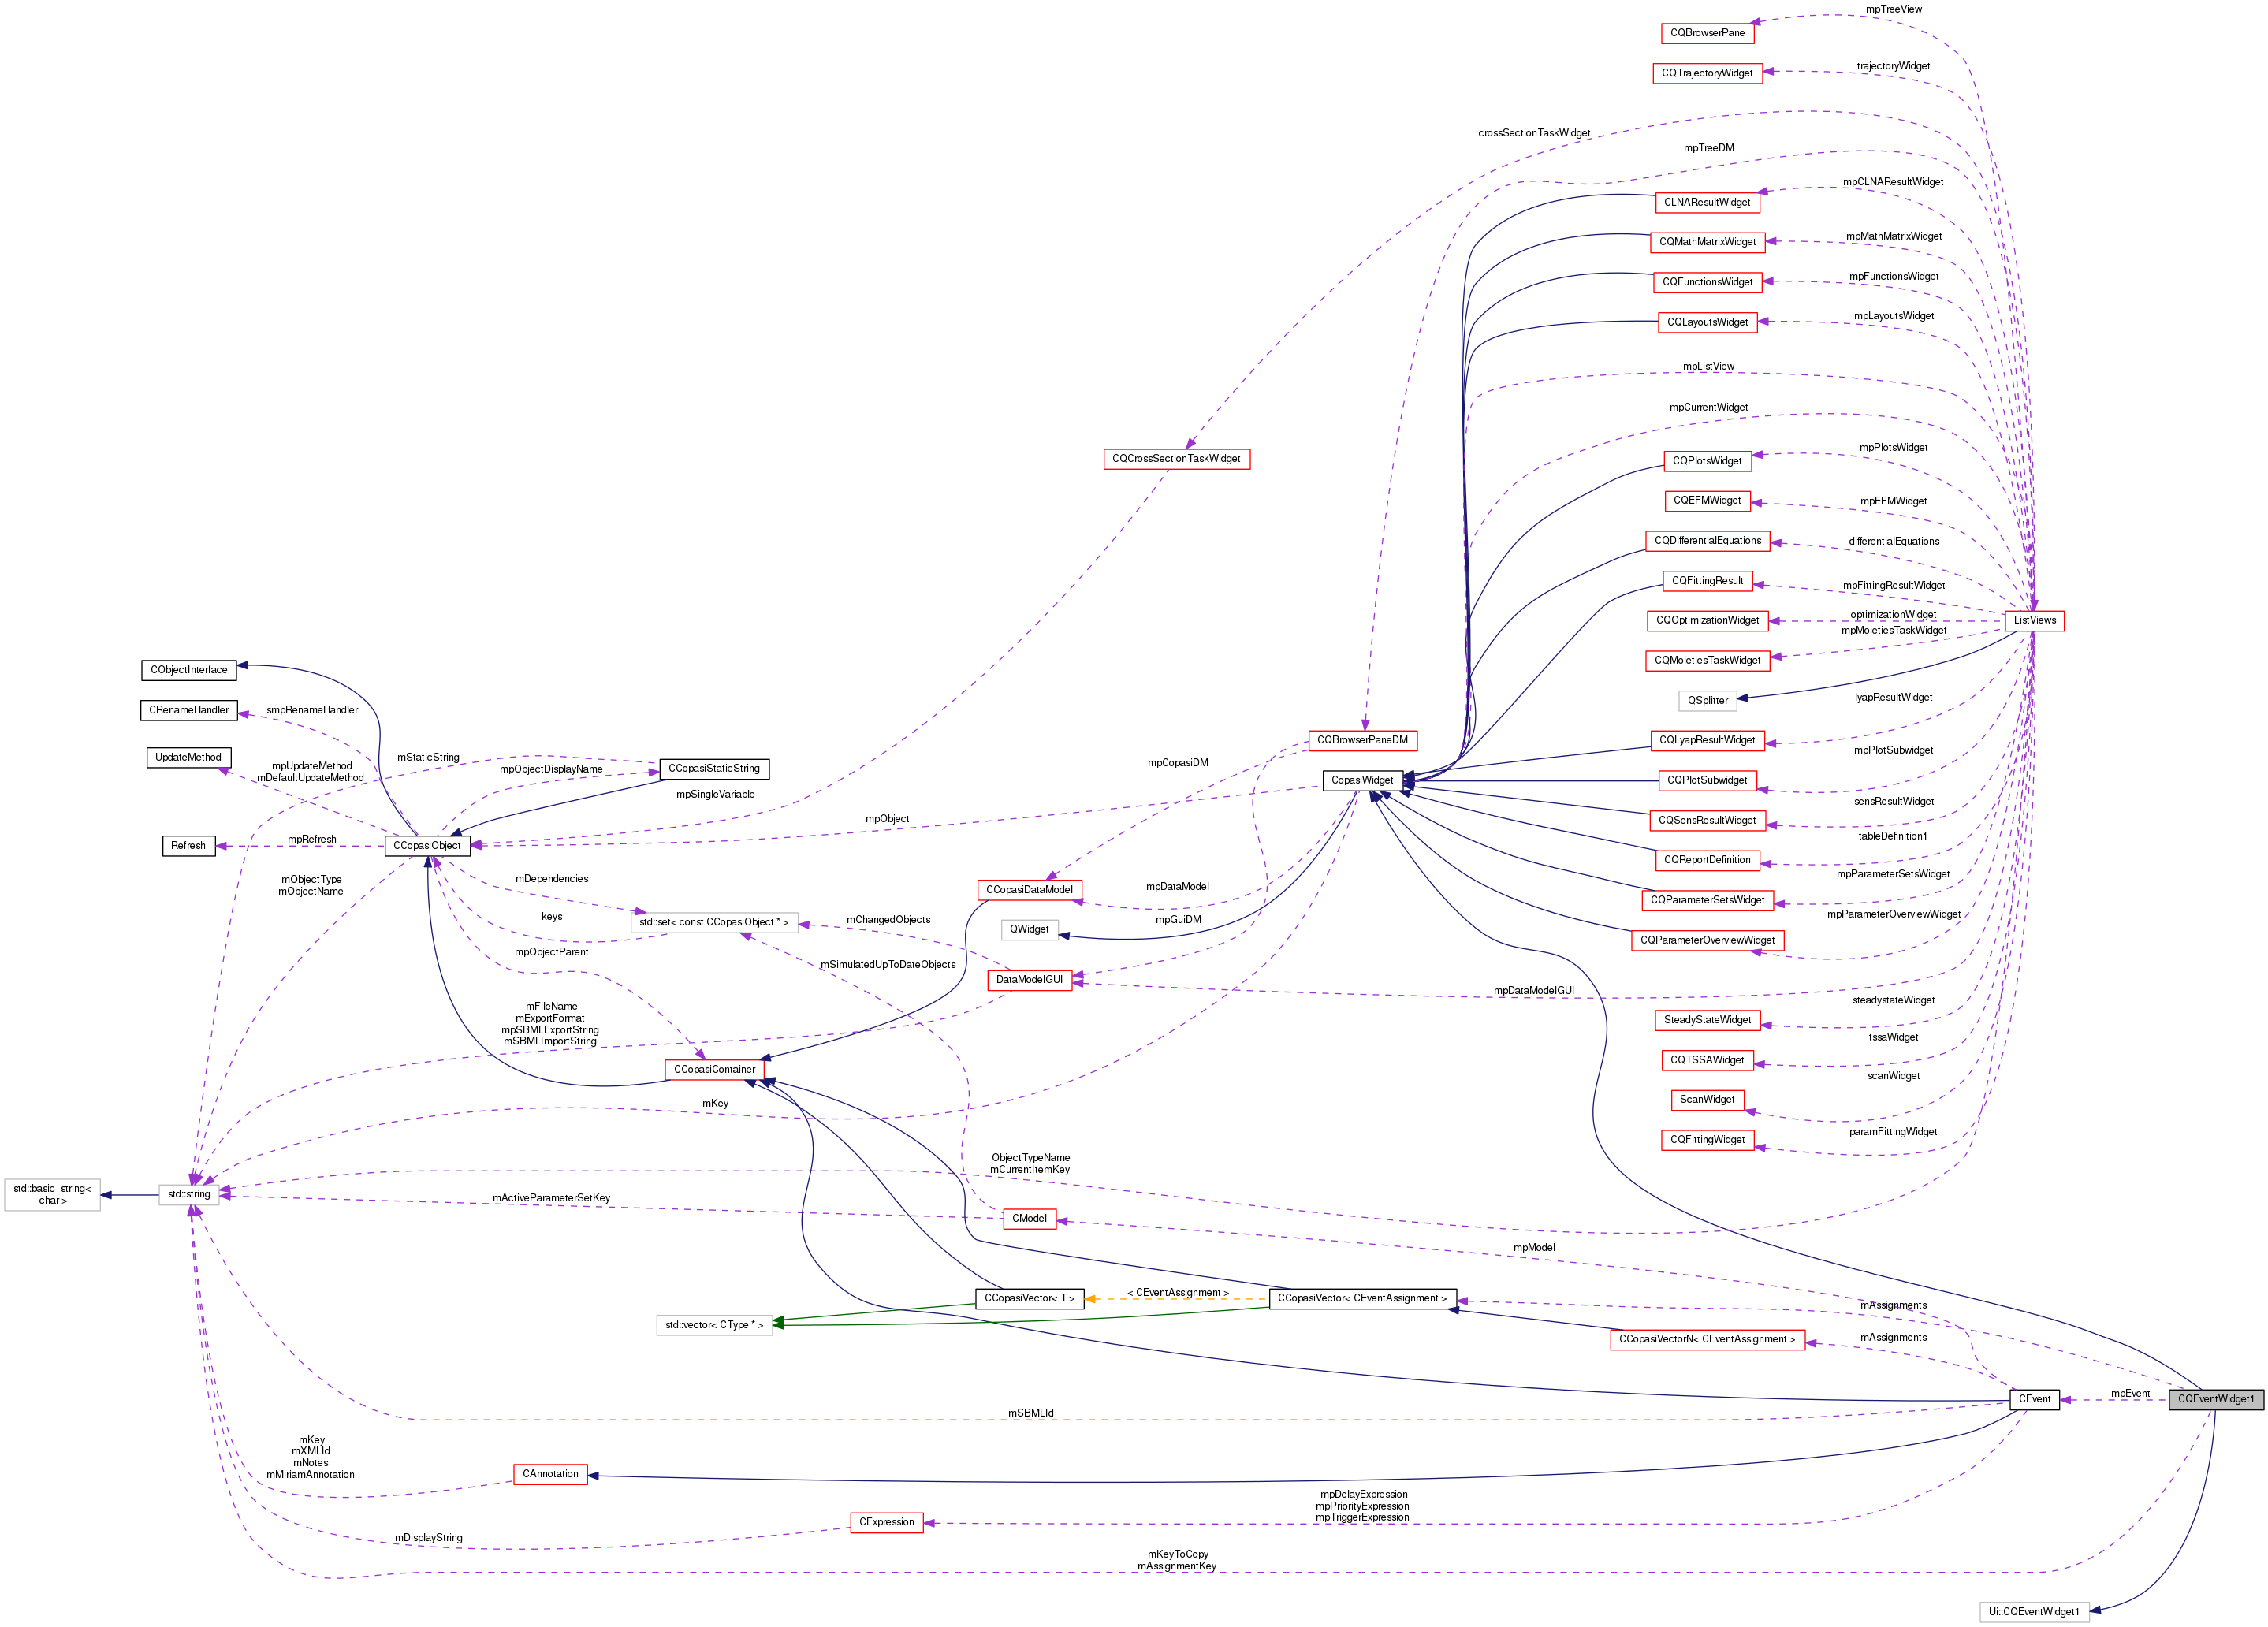 mpTreeView
CQBrowserPane
trajectoryWidget
CQTrajectoryWidget
crossSectionTaskWidget
mpTreeDM
mpCLNAResultWidget
CLNAResultWidget
mpMathMatrixWidget
CQMathMatrixWidget
mpFunctionsWidget
CQFunctionsWidget
mpLayoutsWidget
CQLayoutsWidget
mpListView
mpCurrentWidget
mpPlotsWidget
CQPlotsWidget
CQCrossSectionTaskWidget
mpEFMWidget
CQEFMWidget
differentialEquations
CQDifferentialEquations
mpFittingResultWidget
CQFittingResult
optimizationWidget
CQOptimizationWidget
ListViews
mpMoietiesTaskWidget
CQMoietiesTaskWidget
CObjectInterface
QSplitter
lyapResultWidget
CRenameHandler
smpRenameHandler
CQLyapResultWidget
CQBrowserPaneDM
mpPlotSubwidget
UpdateMethod
mStaticString
mpUpdateMethod
mDefaultUpdateMethod
mpObjectDisplayName
CCopasiStaticString
mpCopasiDM
CopasiWidget
CQPlotSubwidget
mpSingleVariable
sensResultWidget
mpObject
CQSensResultWidget
tableDefinition1
Refresh
mpRefresh
CCopasiObject
CQReportDefinition
mpParameterSetsWidget
mObjectType
mObjectName
mDependencies
CCopasiDataModel
mpDataModel
CQParameterSetsWidget
keys
std::set< const CCopasiObject * >
mChangedObjects
QWidget
mpGuiDM
mpParameterOverviewWidget
CQParameterOverviewWidget
mpObjectParent
mSimulatedUpToDateObjects
DataModelGUI
mpDataModelGUI
steadystateWidget
SteadyStateWidget
mFileName
mExportFormat
mpSBMLExportString
mSBMLImportString
tssaWidget
CQTSSAWidget
CCopasiContainer
scanWidget
ScanWidget
mKey
paramFittingWidget
CQFittingWidget
ObjectTypeName
mCurrentItemKey
std::basic_string<
char >
std::string
mActiveParameterSetKey
CModel
mpModel
CCopasiVector< T >
< CEventAssignment >
CCopasiVector< CEventAssignment >
mAssignments
std::vector< CType * >
CCopasiVectorN< CEventAssignment >
mAssignments
CEvent
mpEvent
CQEventWidget1
mSBMLId
mKey
mXMLId
mNotes
mMiriamAnnotation
CAnnotation
mpDelayExpression
mpPriorityExpression
mpTriggerExpression
CExpression
mDisplayString
mKeyToCopy
mAssignmentKey
Ui::CQEventWidget1